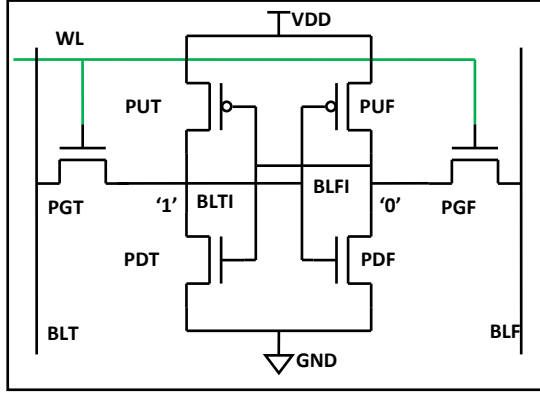 VDD
WL
PUT
PUF
PGT
‘1’
BLTI
BLFI
‘0’
PGF
PDT
PDF
BLT
BLF
GND